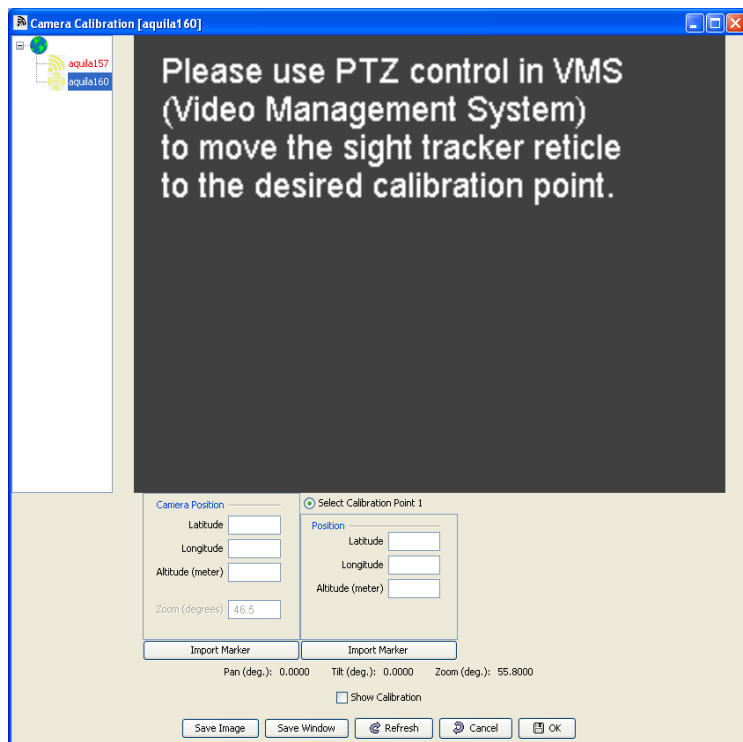 Camera Calibration [aquila160]
aquila157
aquila160
Please use PTZ control in VMS
(Video Management System)
to move the sight tracker reticle
to the desired calibration point.
Camera Position
Latitude
Longitude
Altitude (meter)
Zoom (degrees) 46.5
Import Marker
Select Calibration Point 1
Position
Latitude
Longitude
Altitude (meter)
Import Marker
Pan (deg.): 0.0000 Tilt (deg.): 0.0000 Zoom (deg.): 55.8000
Show Calibration
Save Image Save Window Refresh Cancel OK